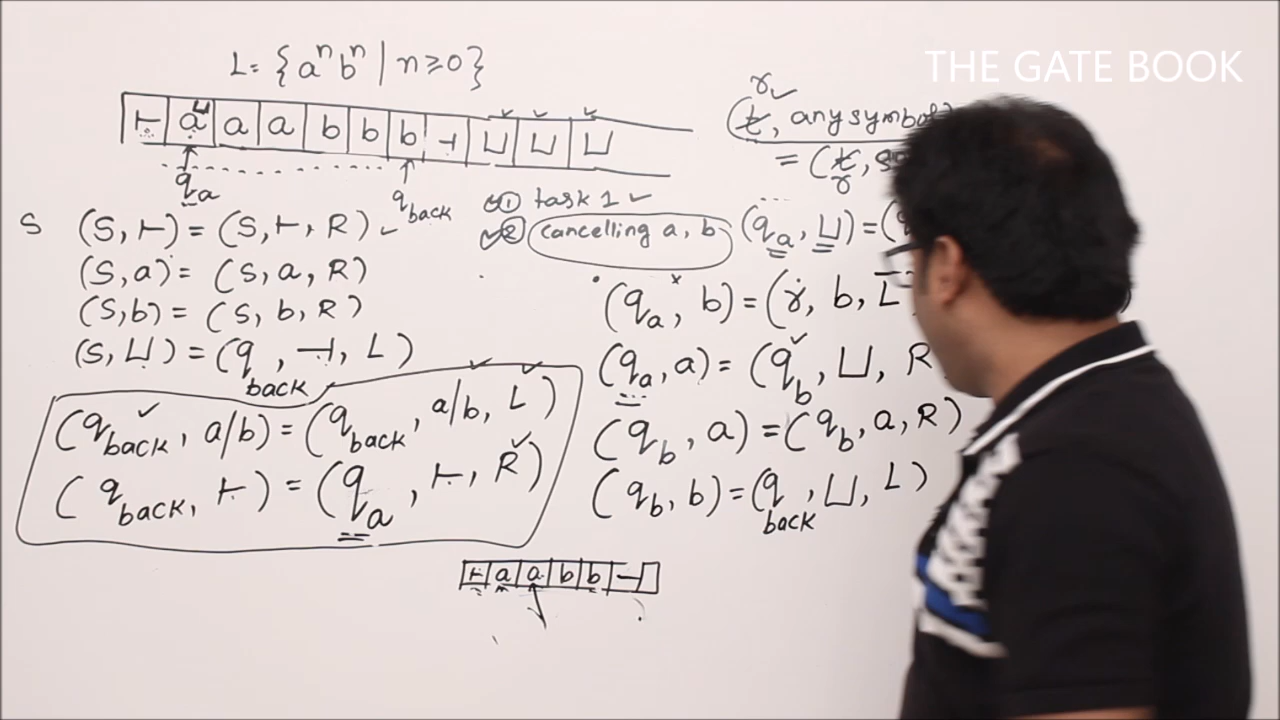 THE GATE BOOK
L = {aⁿbⁿ | n ≥ 0}
⊢ a a a b b b ⊣ ⊔ ⊔ ⊔
⊔
q_a
q_back
r
(t, any symbol)
= (t,
r
① task 1 ✓
② cancelling a, b
S
(S, ⊢) = (S, ⊢, R)
(S, a) = (S, a, R)
(S, b) = (S, b, R)
(S, ⊔) = (q_back, ⊣, L)
(q_back, a/b) = (q_back, a/b, L)
(q_back, ⊢) = (q_a, ⊢, R)
(q_a, ⊔) = (
(q_a, b) = (r, b, L
(q_a, a) = (q_b, ⊔, R
(q_b, a) = (q_b, a, R)
(q_b, b) = (q_back, ⊔, L)
⊢ a a b b ⊣